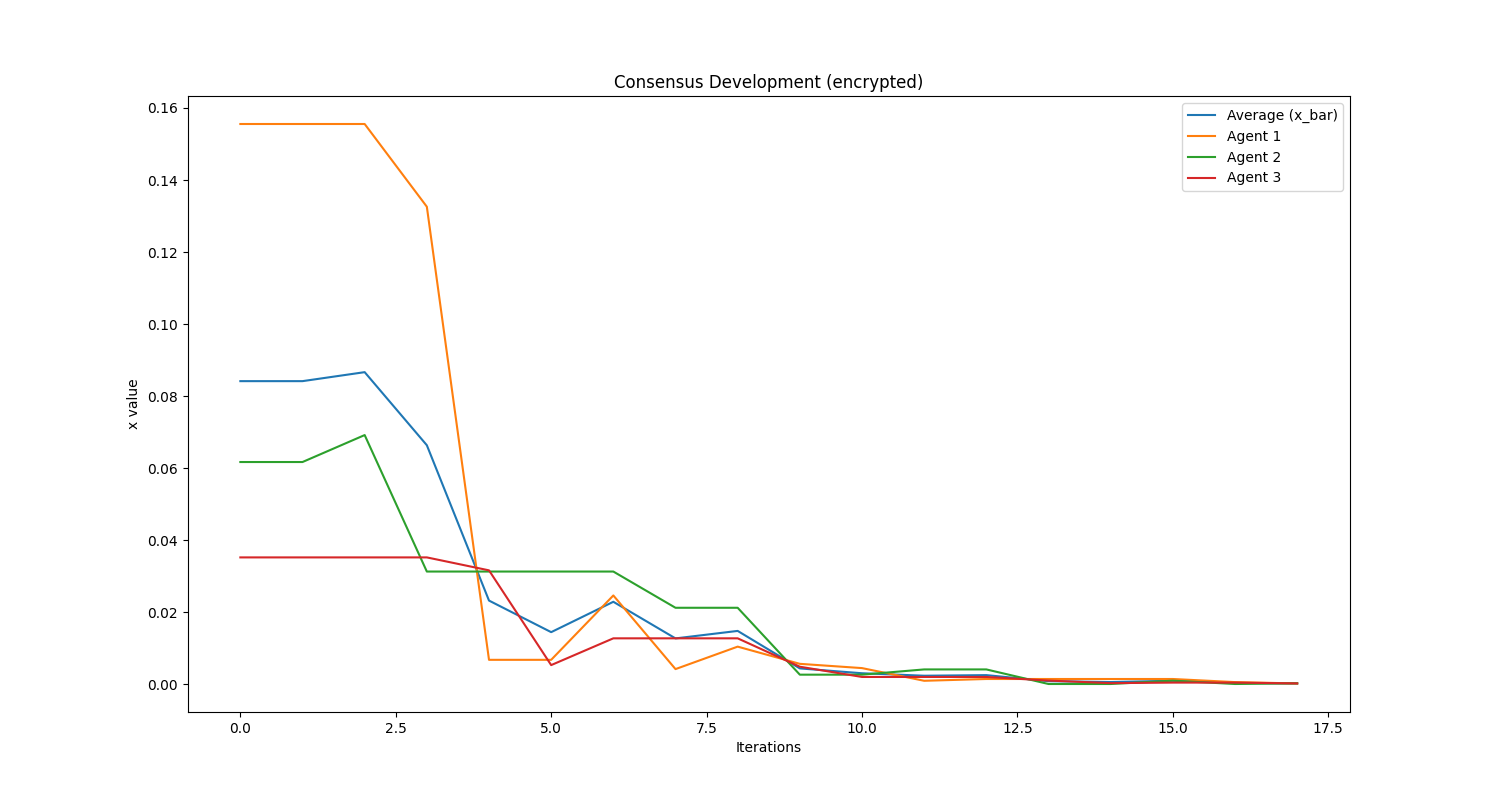 Consensus Development (encrypted)
0.16
0.14
0.12
0.10
0.08
0.06
0.04
0.02
0.00
x value
0.0
2.5
5.0
7.5
10.0
12.5
15.0
17.5
Iterations
Average (x_bar)
Agent 1
Agent 2
Agent 3